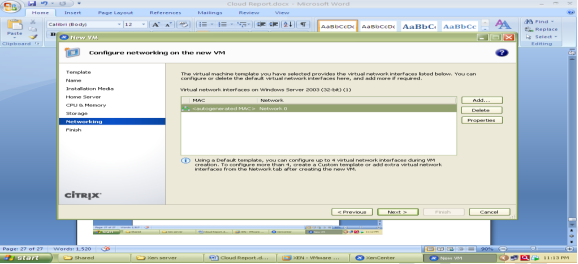 Cloud Report.docx - Microsoft Word
Home Insert Page Layout References Mailings Review View
Calibri (Body) 12
Paste
Clipboard
AaBbCcDc AaBbCcDc AaBbC AaBbCc
Find
Replace
Select
Editing
New VM
Configure networking on the new VM
Template
Name
Installation Media
Home Server
CPU & Memory
Storage
Networking
Finish
CITRIX
The virtual machine template you have selected provides the virtual network interfaces listed below. You can
configure or delete the default virtual network interfaces here, and add more if required.
Virtual network interfaces on Windows Server 2003 (32-bit) (1)
MAC Network
<autogenerated MAC> Network 0
Add...
Delete
Properties
Using a Default template, you can configure up to 4 virtual network interfaces during VM
creation. To configure more than 4, create a Custom template or add extra virtual network
interfaces from the Network tab after creating the new VM.
< Previous Next > Finish Cancel
Page: 27 of 27 Words: 1,520 90%
start Shared Xen server Cloud Report.d... XEN - VMware ... XenCenter New VM 11:13 PM